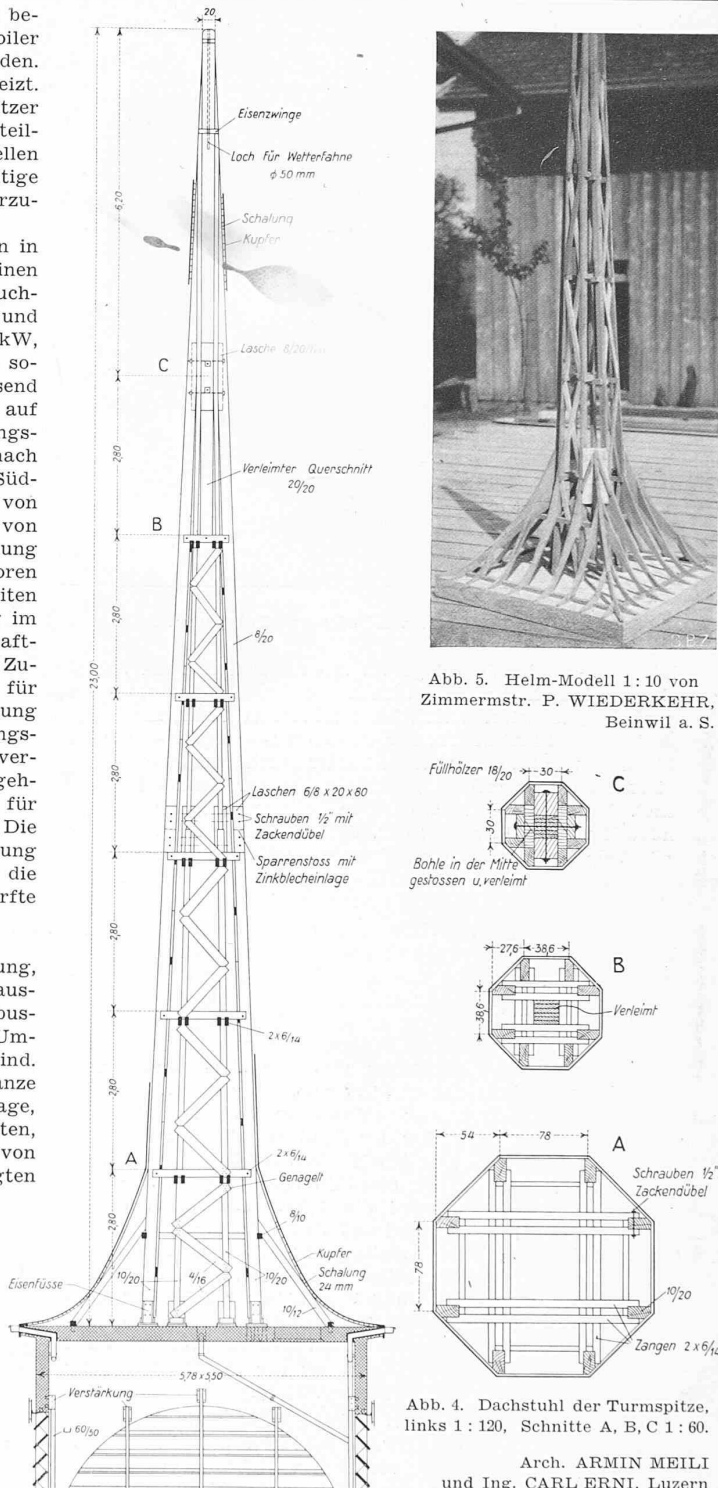 be-
oiler
den.
eizt.
tzer
teil-
ellen
tige
rzu-
n in
inen
uch-
und
kW,
so-
send
auf
ngs-
nach
Süd-
von
von
ung
oren
iten
im
aft-
Zu-
für
ung
ngs-
ver-
geh-
für
Die
ung
die
rfte
ung,
aus-
ous-
Um-
ind.
anze
age,
ten,
von
gten
20
Eisenzwinge
Loch für Wetterfahne
φ 50 mm
6,20
Schalung
Kupfer
C
Lasche 8/20
2,80
Verleimter Querschnitt
20/20
B
23,00
2,80
8/20
2,80
Laschen 6/8 x 20 x 80
Schrauben ½" mit
Zackendübel
Sparrenstoss mit
Zinkblecheinlage
2,80
2 x 6/14
2,80
A
2 x 6/14
Genagelt
2,80
8/10
Kupfer
Schalung
24 mm
Eisenfüsse
10/20
4/16
10/20
10/20
10/12
5,78 x 5,50
Verstärkung
⊔ 60/50
C P Z
Abb. 5. Helm-Modell 1 : 10 von
Zimmermstr. P. WIEDERKEHR,
Beinwil a. S.
Füllhölzer 18/20
30
C
30
Bohle in der Mitte
gestossen u. verleimt
27,6
38,6
B
38,6
Verleimt
54
78
A
Schrauben ½"
Zackendübel
78
10/20
Zangen 2 x 6/14
Abb. 4. Dachstuhl der Turmspitze,
links 1 : 120, Schnitte A, B, C 1 : 60.
Arch. ARMIN MEILI
und Ing. CARL ERNI, Luzern